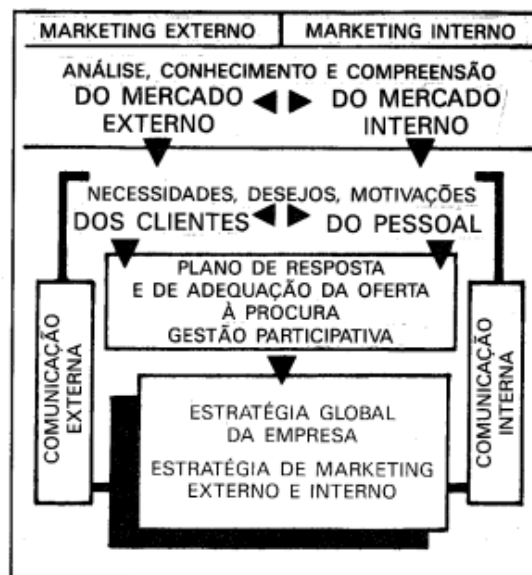 MARKETING EXTERNO
MARKETING INTERNO
ANÁLISE, CONHECIMENTO E COMPREENSÃO
DO MERCADO EXTERNO
DO MERCADO INTERNO
NECESSIDADES, DESEJOS, MOTIVAÇÕES
DOS CLIENTES
DO PESSOAL
PLANO DE RESPOSTA
E DE ADEQUAÇÃO DA OFERTA
À PROCURA
GESTÃO PARTICIPATIVA
COMUNICAÇÃO
EXTERNA
COMUNICAÇÃO
INTERNA
ESTRATÉGIA GLOBAL
DA EMPRESA
ESTRATÉGIA DE MARKETING
EXTERNO E INTERNO